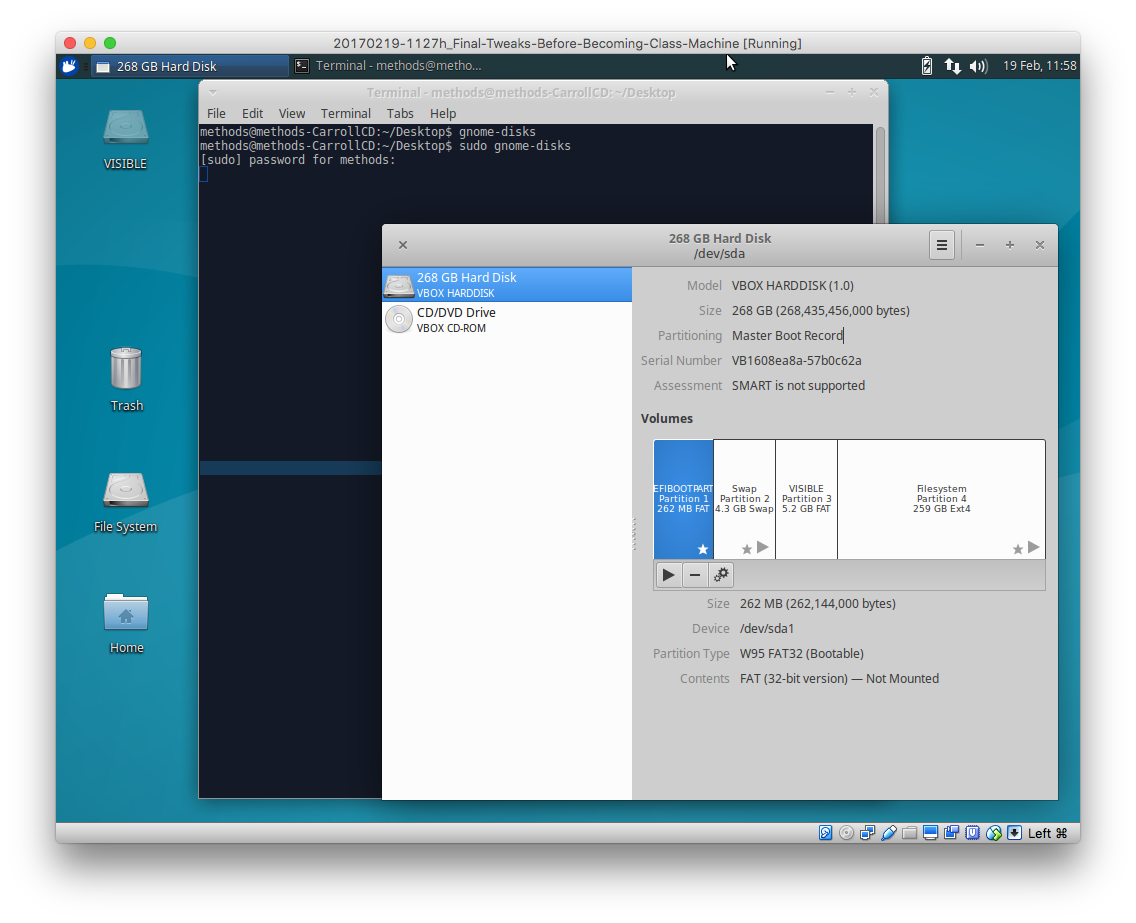 20170219-1127h_Final-Tweaks-Before-Becoming-Class-Machine [Running]
268 GB Hard Disk
Terminal - methods@metho...
19 Feb, 11:58
VISIBLE
Trash
File System
Home
Terminal - methods@methods-CarrollCD: ~/Desktop
File Edit View Terminal Tabs Help
methods@methods-CarrollCD:~/Desktop$ gnome-disks
methods@methods-CarrollCD:~/Desktop$ sudo gnome-disks
[sudo] password for methods:
268 GB Hard Disk
/dev/sda
268 GB Hard Disk
VBOX HARDDISK
CD/DVD Drive
VBOX CD-ROM
Model VBOX HARDDISK (1.0)
Size 268 GB (268,435,456,000 bytes)
Partitioning Master Boot Record
Serial Number VB1608ea8a-57b0c62a
Assessment SMART is not supported
Volumes
EFIBOOTPART
Partition 1
262 MB FAT
Swap
Partition 2
4.3 GB Swap
VISIBLE
Partition 3
5.2 GB FAT
Filesystem
Partition 4
259 GB Ext4
Size 262 MB (262,144,000 bytes)
Device /dev/sda1
Partition Type W95 FAT32 (Bootable)
Contents FAT (32-bit version) — Not Mounted
Left ⌘